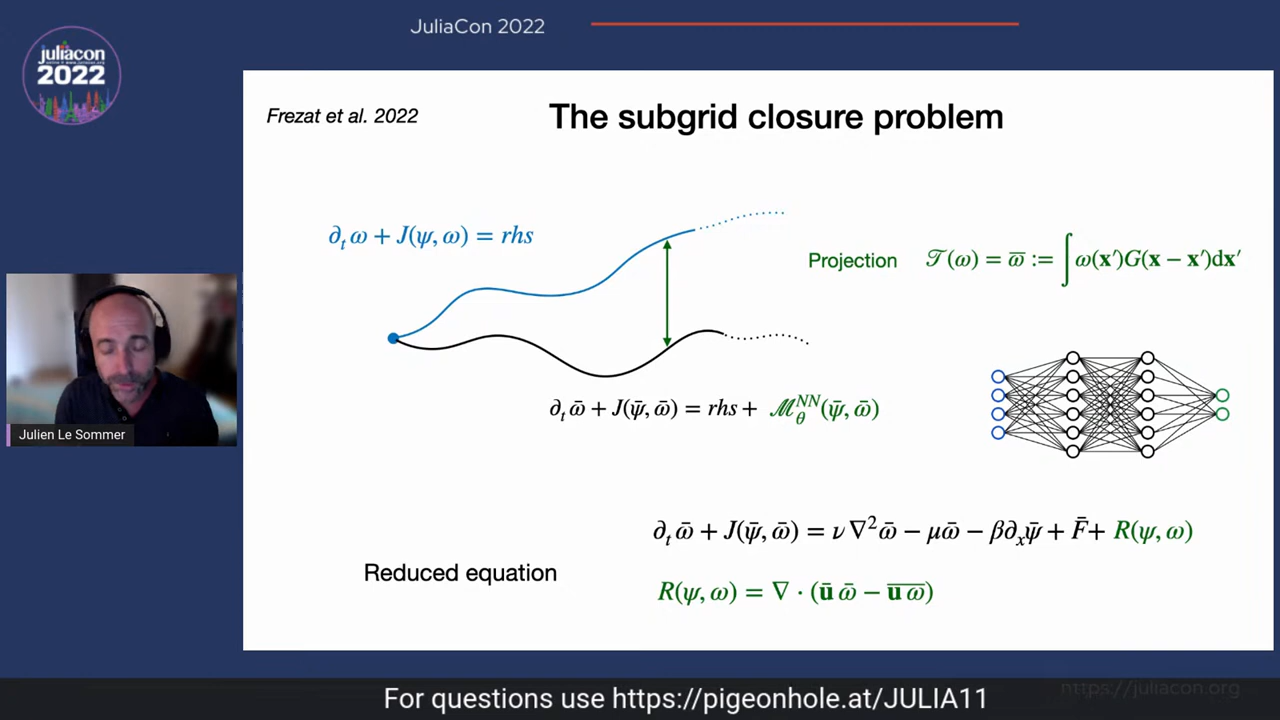 JuliaCon 2022
juliacon
2022
Frezat et al. 2022
The subgrid closure problem
∂ₜω + J(ψ, ω) = rhs
Projection 𝒯(ω) = ω̅ := ∫ ω(x′)G(x − x′)dx′
∂ₜω̄ + J(ψ̄, ω̄) = rhs + ℳ_θ^NN(ψ̄, ω̄)
Julien Le Sommer
∂ₜω̄ + J(ψ̄, ω̄) = ν∇²ω̄ − μω̄ − β∂ₓψ̄ + F̄ + R(ψ, ω)
Reduced equation
R(ψ, ω) = ∇ · (ū ω̄ − u̅ ω̅)
https://juliacon.org
For questions use https://pigeonhole.at/JULIA11